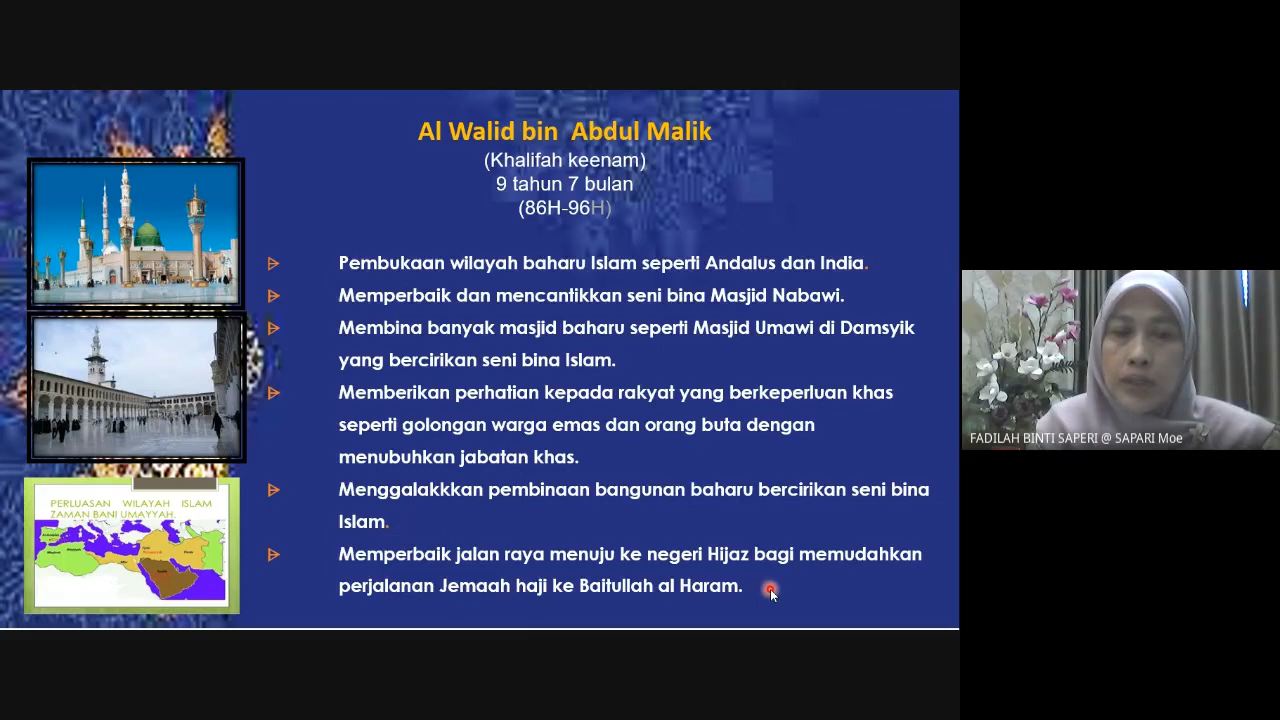 Al Walid bin Abdul Malik
(Khalifah keenam)
9 tahun 7 bulan
(86H-96H)
Pembukaan wilayah baharu Islam seperti Andalus dan India.
Memperbaik dan mencantikkan seni bina Masjid Nabawi.
Membina banyak masjid baharu seperti Masjid Umawi di Damsyik
yang bercirikan seni bina Islam.
Memberikan perhatian kepada rakyat yang berkeperluan khas
seperti golongan warga emas dan orang buta dengan
menubuhkan jabatan khas.
Menggalakkkan pembinaan bangunan baharu bercirikan seni bina
Islam.
Memperbaik jalan raya menuju ke negeri Hijaz bagi memudahkan
perjalanan Jemaah haji ke Baitullah al Haram.
PERLUASAN WILAYAH ISLAM
ZAMAN BANI UMAYYAH.
FADILAH BINTI SAPERI @ SAPARI Moe